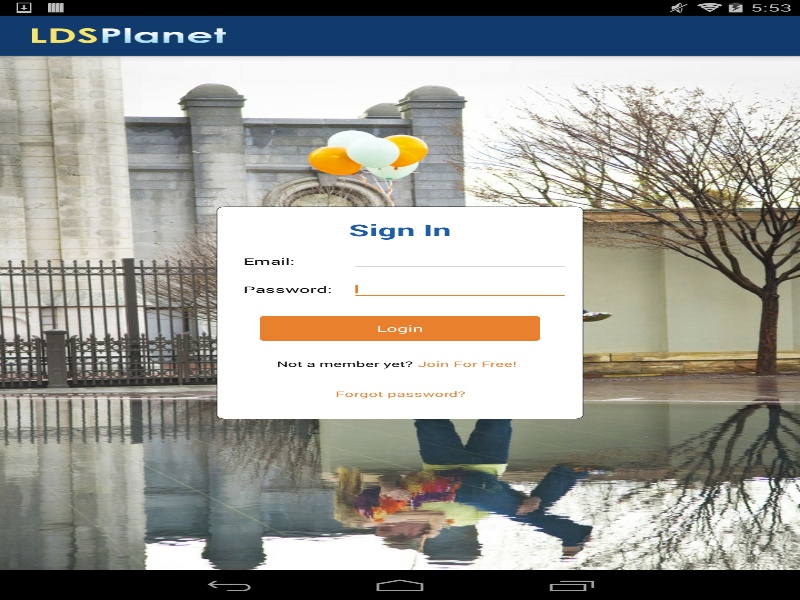 5:53
LDSPlanet
Sign In
Email:
Password:
Login
Not a member yet? Join For Free!
Forgot password?